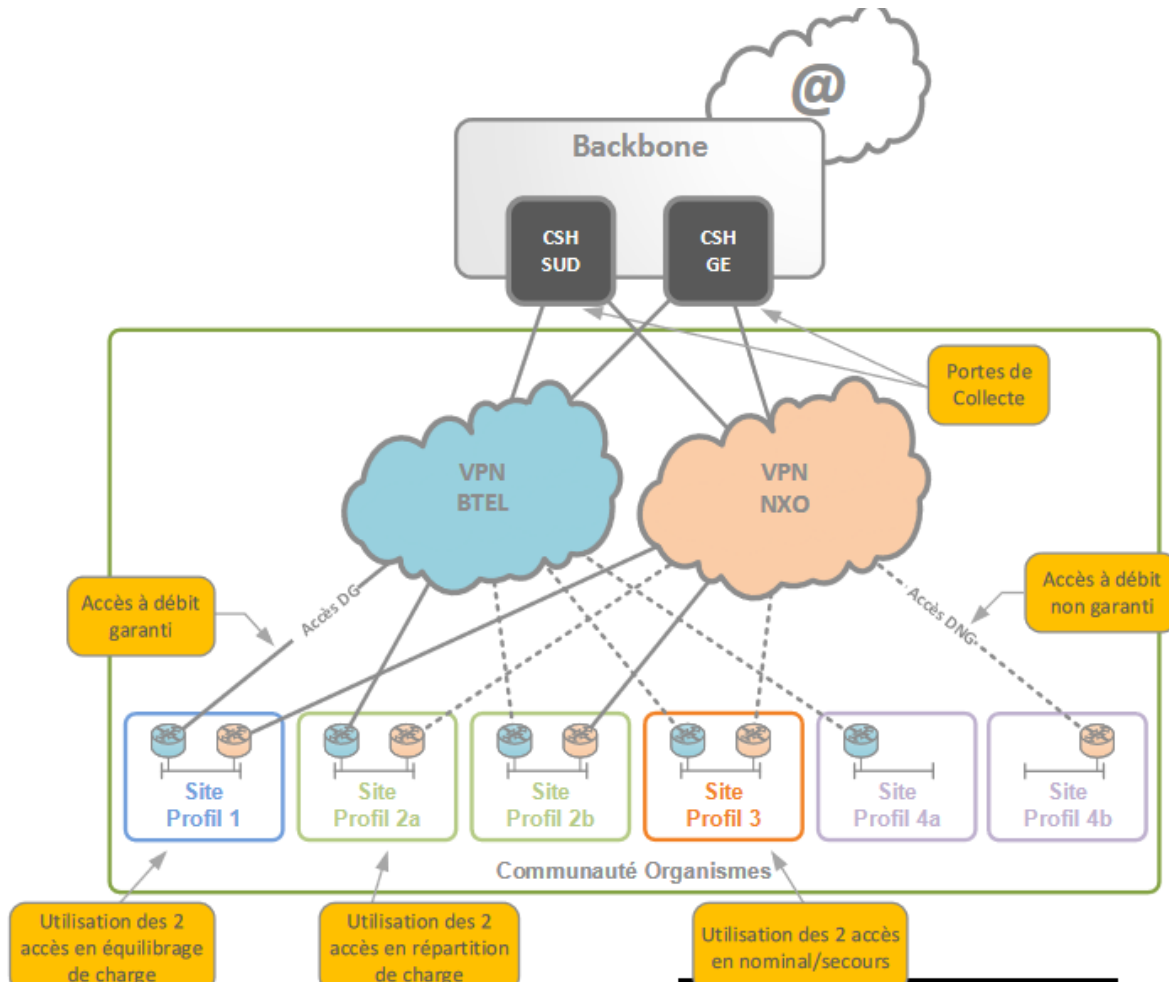 @
Backbone
CSH
SUD
CSH
GE
Portes de
Collecte
VPN
BTEL
VPN
NXO
Accès à débit
garanti
Accès DG
Accès DNG
Accès à débit
non garanti
Site
Profil 1
Site
Profil 2a
Site
Profil 2b
Site
Profil 3
Site
Profil 4a
Site
Profil 4b
Communauté Organismes
Utilisation des 2
accès en équilibrage
de charge
Utilisation des 2
accès en répartition
de charge
Utilisation des 2 accès
en nominal/secours